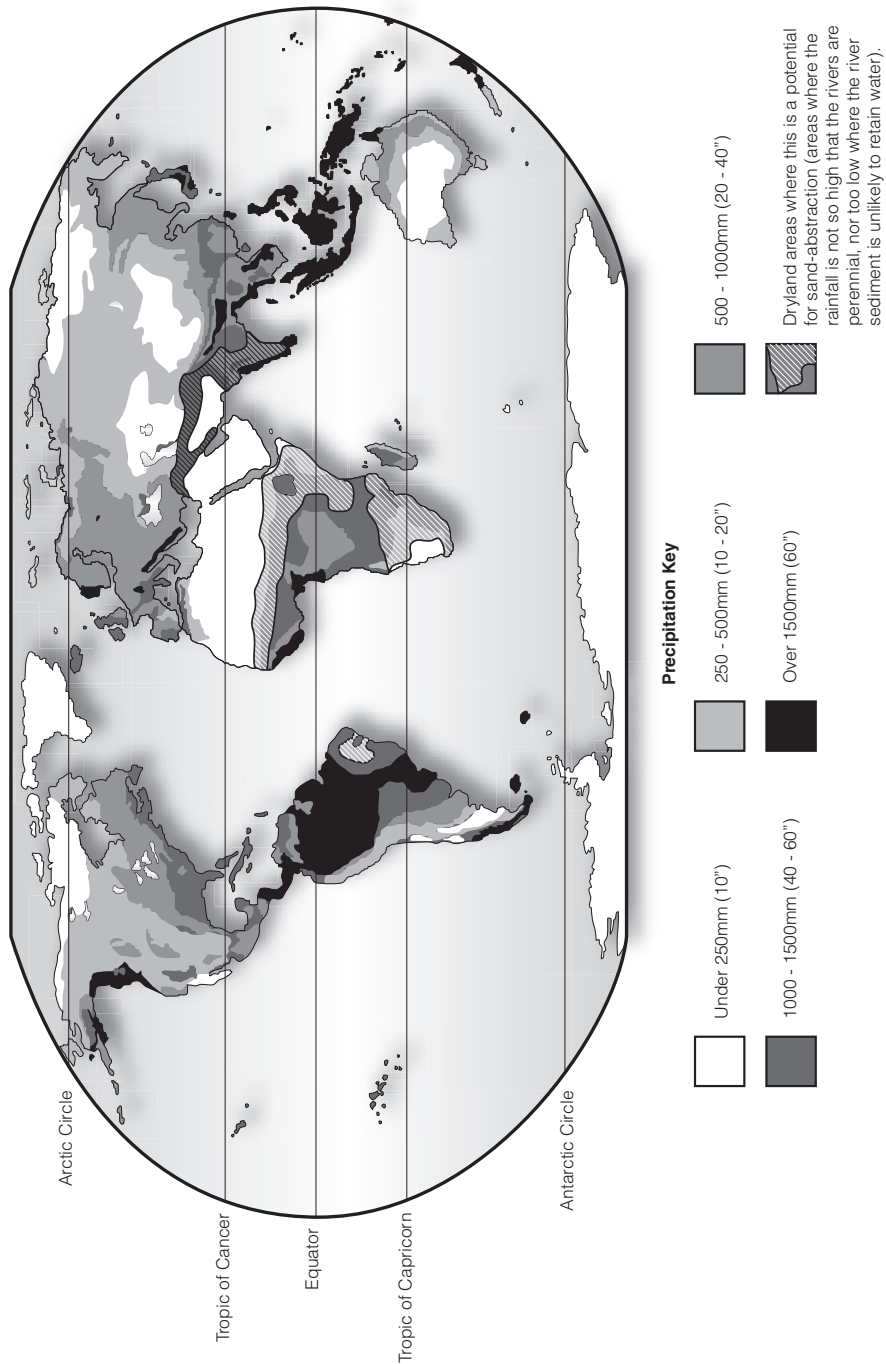 Arctic Circle
Tropic of Cancer
Equator
Tropic of Capricorn
Antarctic Circle
Precipitation Key
Under 250mm (10")
250 - 500mm (10 - 20")
500 - 1000mm (20 - 40")
1000 - 1500mm (40 - 60")
Over 1500mm (60")
Dryland areas where this is a potential
for sand-abstraction (areas where the
rainfall is not so high that the rivers are
perennial, nor too low where the river
sediment is unlikely to retain water).